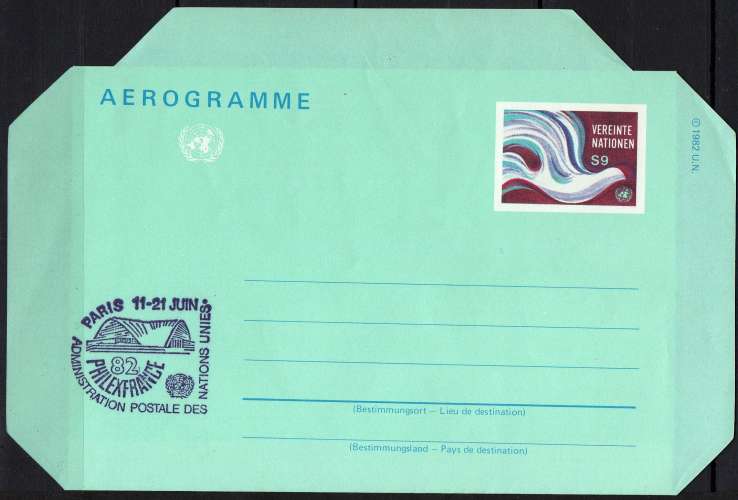 AEROGRAMME
VEREINTE
NATIONEN
S9
© 1982 U.N.
PARIS 11-21 JUIN
82
PHILEXFRANCE
ADMINISTRATION POSTALE DES NATIONS UNIES
(Bestimmungsort – Lieu de destination)
(Bestimmungsland – Pays de destination)